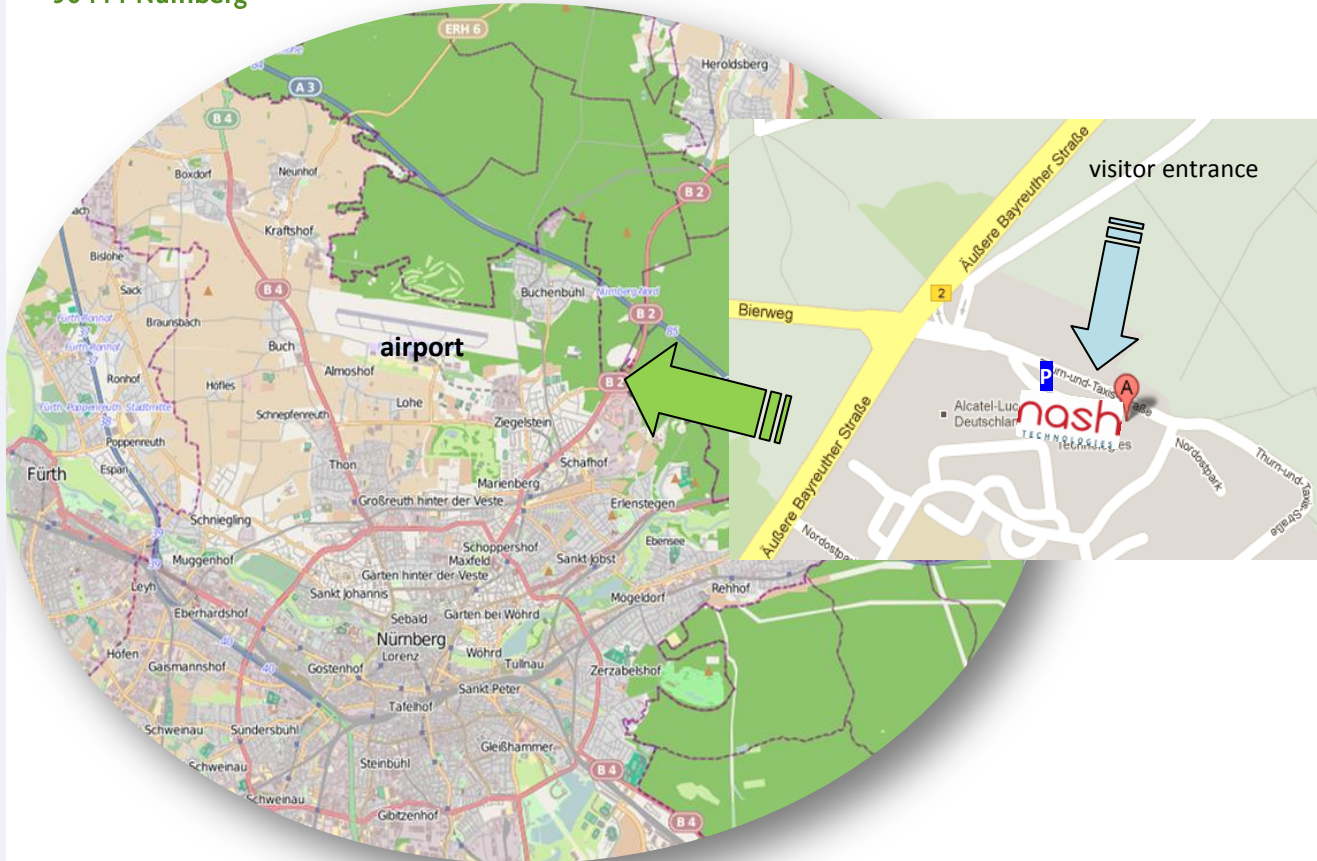 ERH 6
Heroldsberg
A 3
B 4
Boxdorf
Neunhof
B 2
Kraftshof
Bislohe
Sack
B 4
Buchenbühl
Nürnberg Nord
B 2
85
Braunsbach
Buch
airport
Almoshof
Ronhof
Höfles
Lohe
B 2
Schnepfenreuth
Ziegelstein
Poppenreuth
Espan
Thon
Schafhof
Fürth
Marienberg
Großreuth hinter der Veste
Erlenstegen
Schniegling
Schoppershof
Ebensee
39
Muggenhof
Maxfeld
Sankt Jobst
Gärten hinter der Veste
Leyh
Sankt Johannis
Mögeldorf
Rehhof
Eberhardshof
Sebald
Gärten bei Wöhrd
Nürnberg
Höfen
40
Gostenhof
Lorenz
Wöhrd
Tullnau
Gaismannshof
40
Zerzabelshof
Sankt Peter
Tafelhof
Schweinau
Sündersbühl
Gleißhammer
Schweinau
Steinbühl
B 4
Schweinau
Gibitzenhof
B 4
visitor entrance
Äußere Bayreuther Straße
2
Bierweg
P
A
Alcatel-Luc
nash
TECHNOLOGIES
Nordostpark
Thurn-und-Taxis-Straße
Äußere Bayreuther Straße